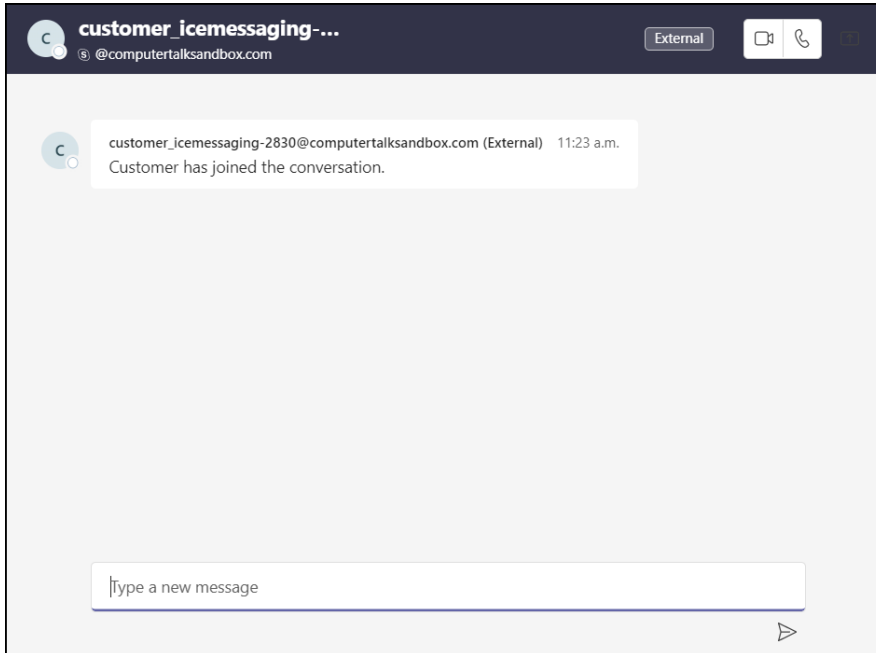 C
customer_icemessaging-...
S @computertalksandbox.com
External
C
customer_icemessaging-2830@computertalksandbox.com (External) 11:23 a.m.
Customer has joined the conversation.
Type a new message